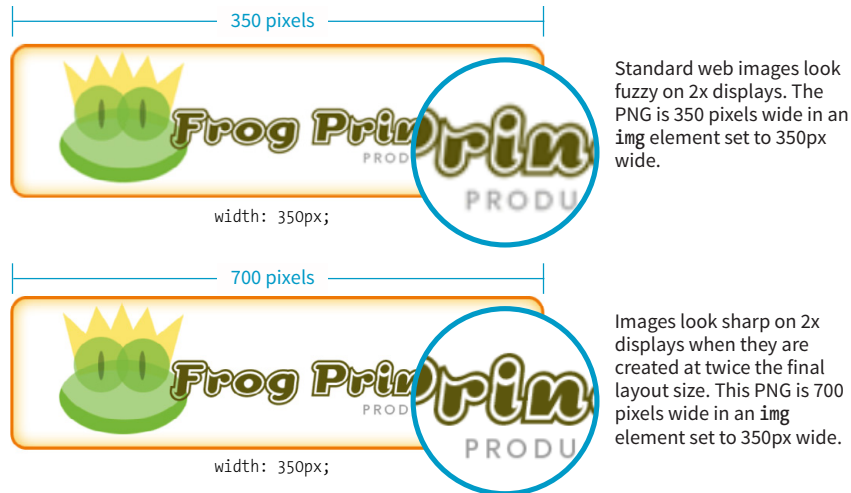 350 pixels
Frog Prin
PRODU
rin
PRODU
width: 350px;
Standard web images look
fuzzy on 2x displays. The
PNG is 350 pixels wide in an
img element set to 350px
wide.
700 pixels
Frog Prin
PROD
rin
PRODU
width: 350px;
Images look sharp on 2x
displays when they are
created at twice the final
layout size. This PNG is 700
pixels wide in an img
element set to 350px wide.